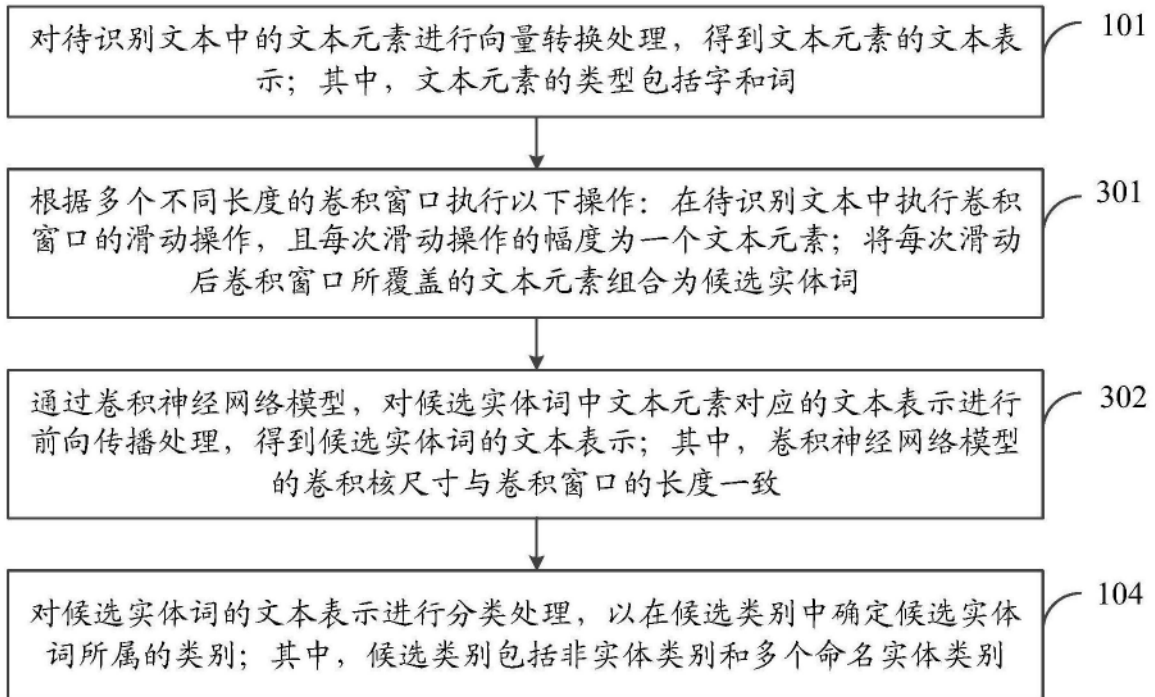 对待识别文本中的文本元素进行向量转换处理，得到文本元素的文本表
示；其中，文本元素的类型包括字和词
101
根据多个不同长度的卷积窗口执行以下操作：在待识别文本中执行卷积
窗口的滑动操作，且每次滑动操作的幅度为一个文本元素；将每次滑动
后卷积窗口所覆盖的文本元素组合为候选实体词
301
通过卷积神经网络模型，对候选实体词中文本元素对应的文本表示进行
前向传播处理，得到候选实体词的文本表示；其中，卷积神经网络模型
的卷积核尺寸与卷积窗口的长度一致
302
对候选实体词的文本表示进行分类处理，以在候选类别中确定候选实体
词所属的类别；其中，候选类别包括非实体类别和多个命名实体类别
104